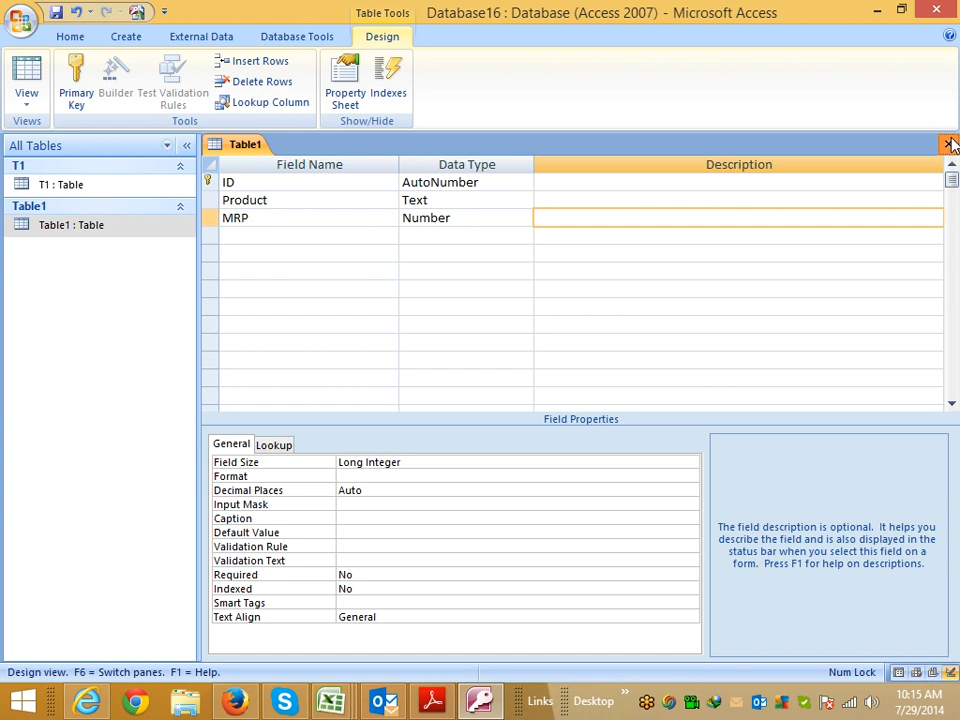 Table Tools
Database16 : Database (Access 2007) - Microsoft Access
Home
Create
External Data
Database Tools
Design
View
Primary Key
Builder
Test Validation Rules
Insert Rows
Delete Rows
Lookup Column
Property Sheet
Indexes
Views
Tools
Show/Hide
All Tables
T1
T1 : Table
Table1
Table1 : Table
Table1
Field Name Data Type Description
ID AutoNumber
Product Text
MRP Number
Field Properties
General Lookup
Field Size Long Integer
Format
Decimal Places Auto
Input Mask
Caption
Default Value
Validation Rule
Validation Text
Required No
Indexed No
Smart Tags
Text Align General
The field description is optional. It helps you
describe the field and is also displayed in the
status bar when you select this field on a
form. Press F1 for help on descriptions.
Design view. F6 = Switch panes. F1 = Help.
Num Lock
Links
Desktop
10:15 AM
7/29/2014